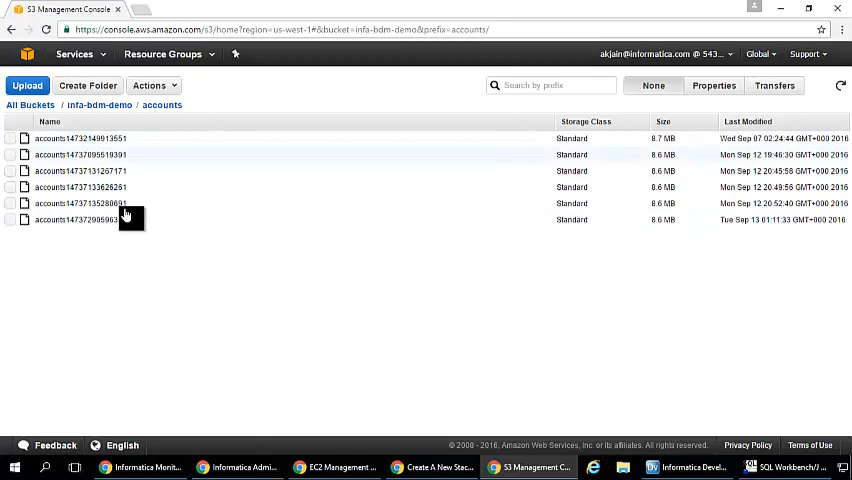 S3 Management Console
https://console.aws.amazon.com/s3/home?region=us-west-1#&bucket=infa-bdm-demo&prefix=accounts/
Services Resource Groups akjain@informatica.com @ 543... Global Support
Upload Create Folder Actions Search by prefix None Properties Transfers
All Buckets / infa-bdm-demo / accounts
Name Storage Class Size Last Modified
accounts14732149913551 Standard 8.7 MB Wed Sep 07 02:24:44 GMT+000 2016
accounts14737095519391 Standard 8.6 MB Mon Sep 12 19:46:30 GMT+000 2016
accounts14737131267171 Standard 8.6 MB Mon Sep 12 20:45:58 GMT+000 2016
accounts14737133626261 Standard 8.6 MB Mon Sep 12 20:49:56 GMT+000 2016
accounts14737135280691 Standard 8.6 MB Mon Sep 12 20:52:40 GMT+000 2016
Standard 8.6 MB Tue Sep 13 01:11:33 GMT+000 2016
Feedback English © 2008 - 2016, Amazon Web Services, Inc. or its affiliates. All rights reserved. Privacy Policy Terms of Use
Informatica Monit... Informatica Admi... EC2 Management ... Create A New Stac... S3 Management C... Informatica Devel... SQL Workbench/J ...